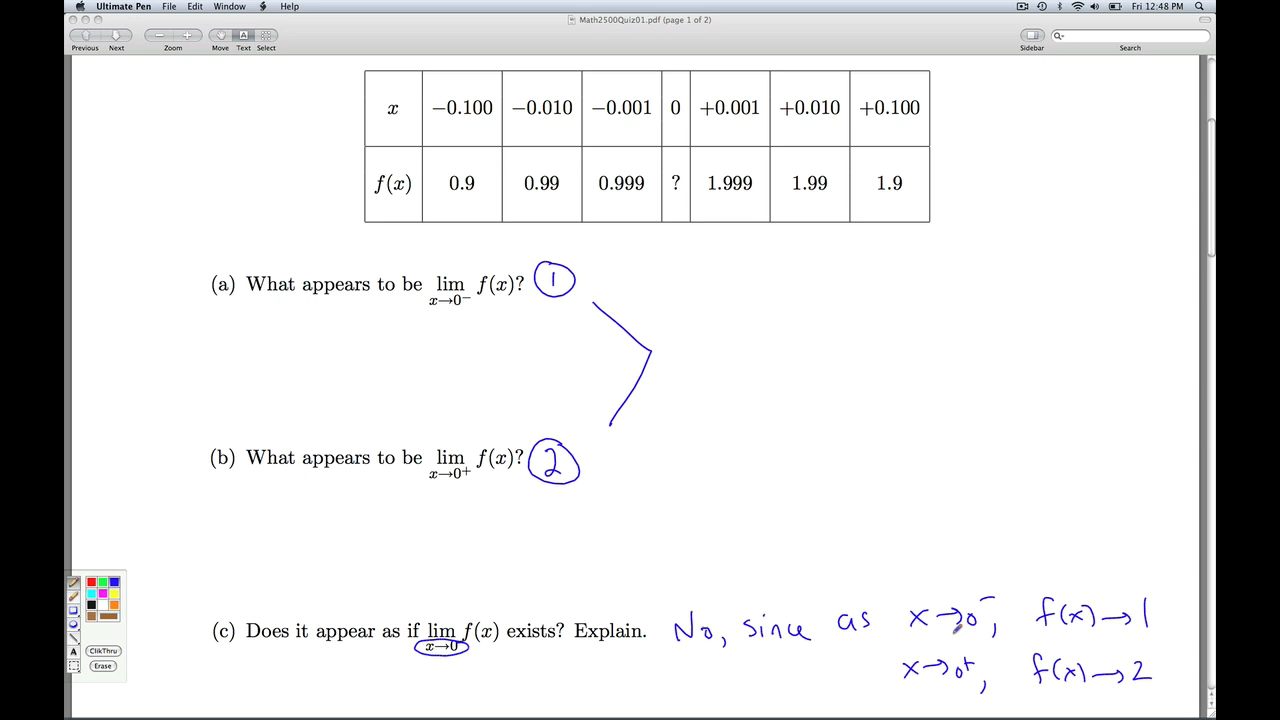 Ultimate Pen File Edit Window Help Fri 12:48 PM
Math2500Quiz01.pdf (page 1 of 2)
Previous Next Zoom Move Text Select Sidebar Search
x −0.100 −0.010 −0.001 0 +0.001 +0.010 +0.100
f(x) 0.9 0.99 0.999 ? 1.999 1.99 1.9
(a) What appears to be lim f(x)? 1
x→0−
(b) What appears to be lim f(x)? 2
x→0+
(c) Does it appear as if lim f(x) exists? Explain. No, since as x→0−, f(x)→1
x→0
x→0+, f(x)→2
A ClikThru
Erase